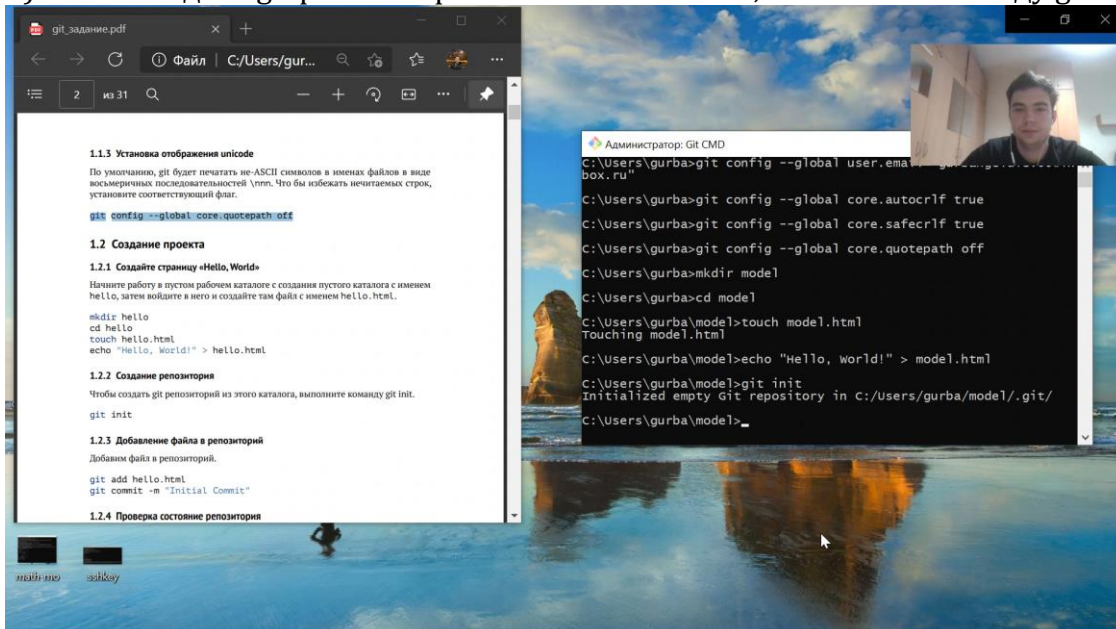 git_задание.pdf
Файл
C:/Users/gur...
2
из 31
1.1.3 Установка отображения unicode
По умолчанию, git будет печатать не-ASCII символов в именах файлов в виде
восьмеричных последовательностей \nnn. Что бы избежать нечитаемых строк,
установите соответствующий флаг.
git config --global core.quotepath off
1.2 Создание проекта
1.2.1 Создайте страницу «Hello, World»
Начните работу в пустом рабочем каталоге с создания пустого каталога с именем
hello, затем войдите в него и создайте там файл с именем hello.html.
mkdir hello
cd hello
touch hello.html
echo "Hello, World!" > hello.html
1.2.2 Создание репозитория
Чтобы создать git репозиторий из этого каталога, выполните команду git init.
git init
1.2.3 Добавление файла в репозиторий
Добавим файл в репозиторий.
git add hello.html
git commit -m "Initial Commit"
1.2.4 Проверка состояние репозитория
math-mo
sshkey
Администратор: Git CMD
C:\Users\gurba>git config --global
box.ru"
C:\Users\gurba>git config --global core.autocrlf true
C:\Users\gurba>git config --global core.safecrlf true
C:\Users\gurba>git config --global core.quotepath off
C:\Users\gurba>mkdir model
C:\Users\gurba>cd model
C:\Users\gurba\model>touch model.html
Touching model.html
C:\Users\gurba\model>echo "Hello, World!" > model.html
C:\Users\gurba\model>git init
Initialized empty Git repository in C:/Users/gurba/model/.git/
C:\Users\gurba\model>